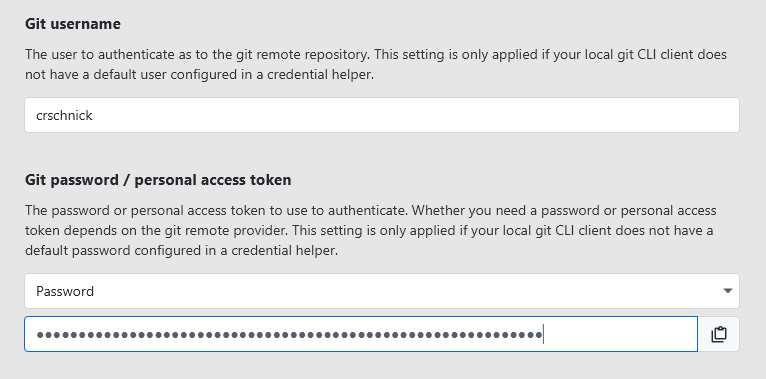 Git username
The user to authenticate as to the git remote repository. This setting is only applied if your local git CLI client does
not have a default user configured in a credential helper.
crschnick
Git password / personal access token
The password or personal access token to use to authenticate. Whether you need a password or personal access
token depends on the git remote provider. This setting is only applied if your local git CLI client does not have a
default password configured in a credential helper.
Password